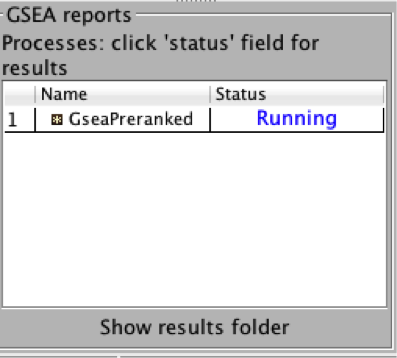 GSEA reports
Processes: click 'status' field for
results
Name Status
1 GseaPreranked Running
Show results folder